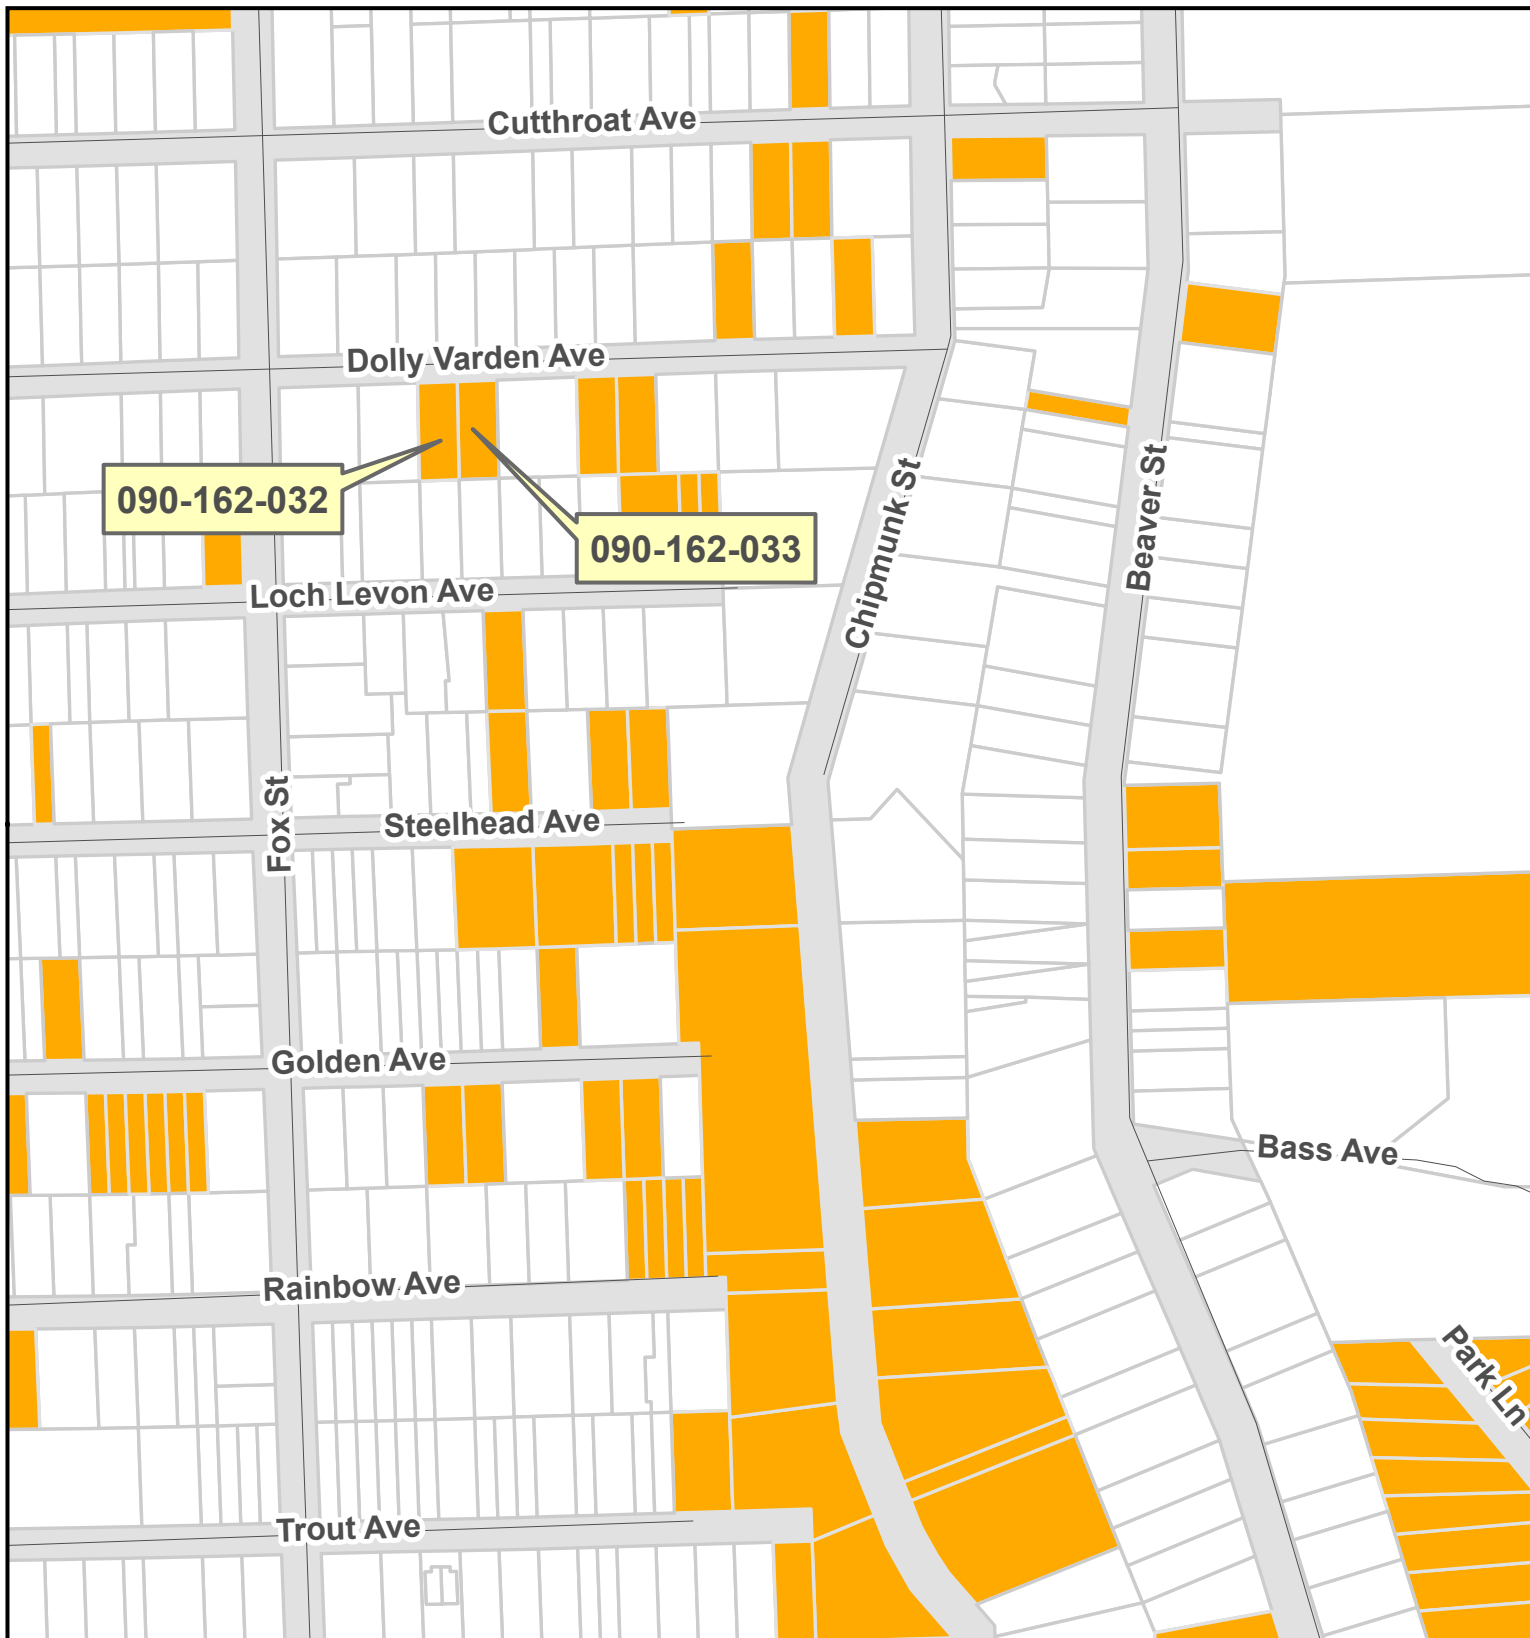 Cutthroat Ave
Dolly Varden Ave
090-162-032
090-162-033
Chipmunk St
Beaver St
Loch Levon Ave
Fox St
Steelhead Ave
Golden Ave
Bass Ave
Rainbow Ave
Park Ln
Trout Ave